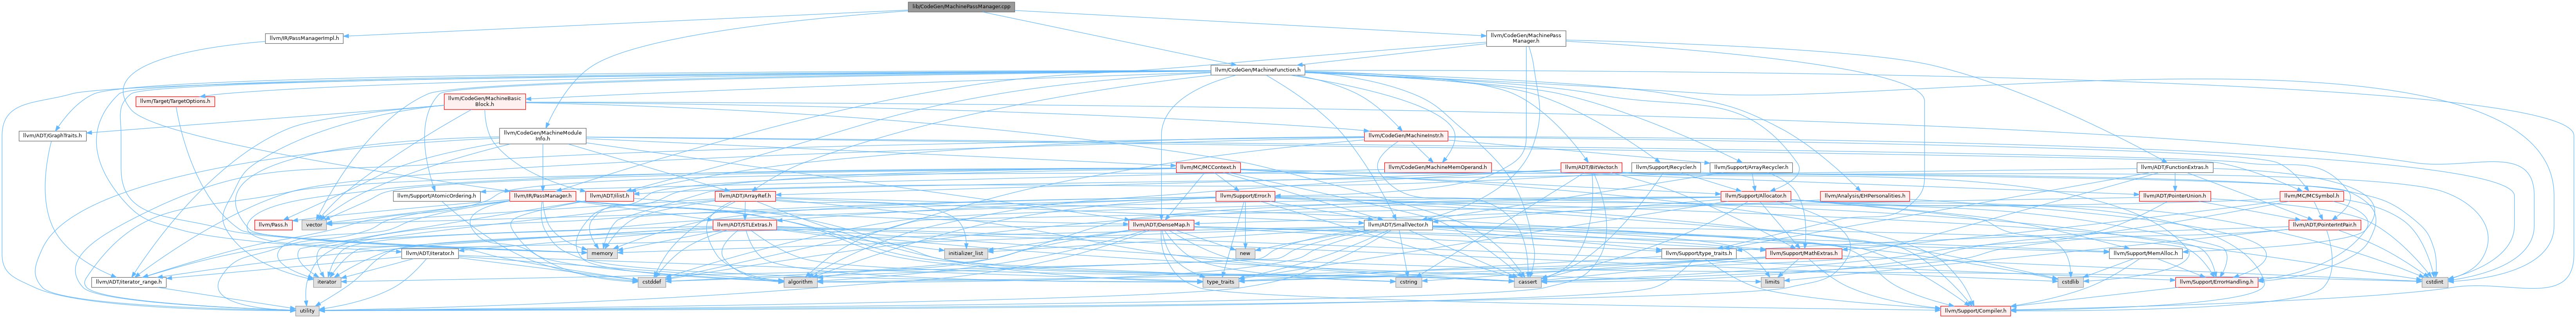 lib/CodeGen/MachinePassManager.cpp
llvm/IR/PassManagerImpl.h
llvm/CodeGen/MachinePass
Manager.h
llvm/CodeGen/MachineFunction.h
llvm/Target/TargetOptions.h
llvm/CodeGen/MachineBasic
Block.h
llvm/ADT/GraphTraits.h
llvm/CodeGen/MachineModule
Info.h
llvm/CodeGen/MachineInstr.h
llvm/MC/MCContext.h
llvm/CodeGen/MachineMemOperand.h
llvm/ADT/BitVector.h
llvm/Support/Recycler.h
llvm/Support/ArrayRecycler.h
llvm/ADT/FunctionExtras.h
llvm/Support/AtomicOrdering.h
llvm/IR/PassManager.h
llvm/ADT/ilist.h
llvm/ADT/ArrayRef.h
llvm/Support/Error.h
llvm/Support/Allocator.h
llvm/Analysis/EHPersonalities.h
llvm/ADT/PointerUnion.h
llvm/MC/MCSymbol.h
llvm/Pass.h
vector
llvm/ADT/STLExtras.h
llvm/ADT/DenseMap.h
llvm/ADT/SmallVector.h
llvm/ADT/PointerIntPair.h
llvm/ADT/iterator.h
memory
initializer_list
new
llvm/Support/type_traits.h
llvm/Support/MathExtras.h
llvm/Support/MemAlloc.h
llvm/ADT/iterator_range.h
iterator
cstddef
algorithm
type_traits
cstring
cassert
limits
cstdlib
llvm/Support/ErrorHandling.h
cstdint
utility
llvm/Support/Compiler.h